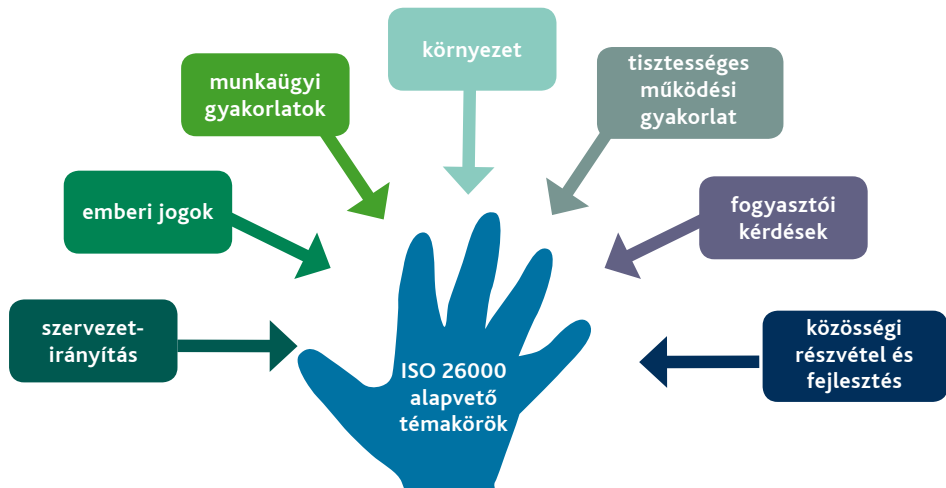 környezet
munkaügyi
gyakorlatok
tisztességes
működési
gyakorlat
emberi jogok
fogyasztói
kérdések
szervezet-
irányítás
közösségi
részvétel és
fejlesztés
ISO 26000
alapvető
témakörök